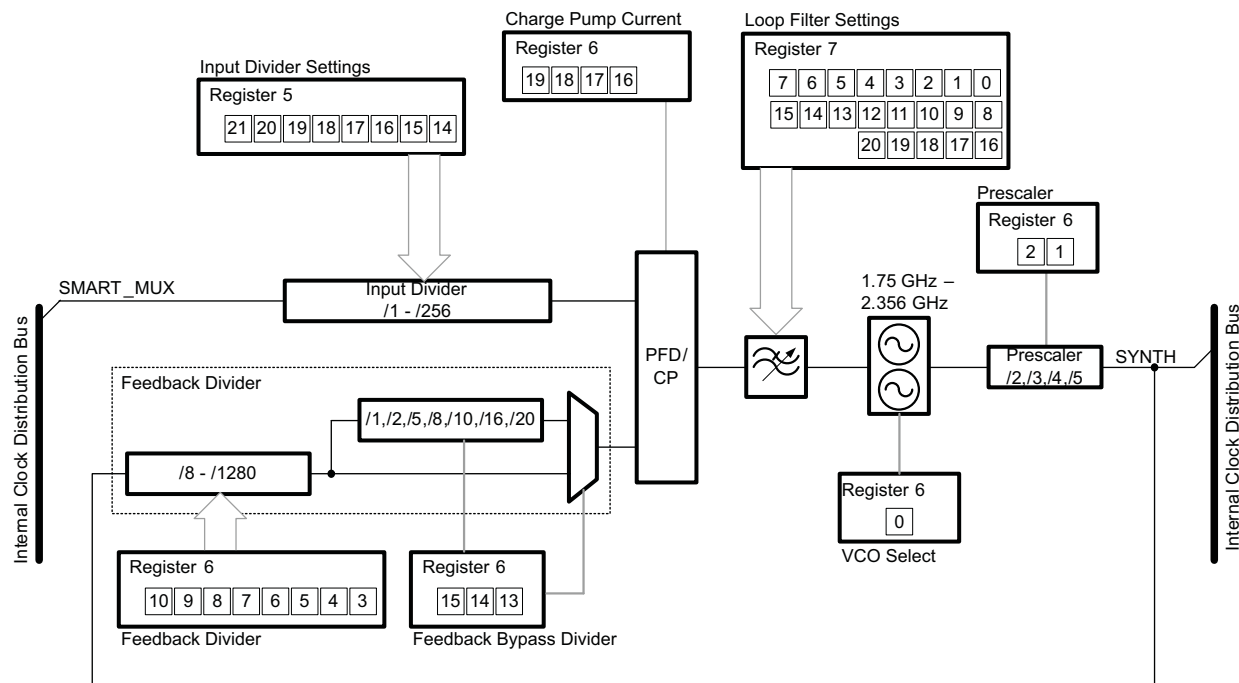 Charge Pump Current
Register 6
19 18 17 16
Loop Filter Settings
Register 7
7 6 5 4 3 2 1 0
15 14 13 12 11 10 9 8
20 19 18 17 16
Input Divider Settings
Register 5
21 20 19 18 17 16 15 14
Prescaler
Register 6
2 1
SMART_MUX
Input Divider
/1 - /256
1.75 GHz –
2.356 GHz
PFD/
CP
Prescaler
/2,/3,/4,/5
SYNTH
Internal Clock Distribution Bus
Internal Clock Distribution Bus
Feedback Divider
/1,/2,/5,/8,/10,/16,/20
/8 - /1280
Register 6
0
VCO Select
Register 6
10 9 8 7 6 5 4 3
Feedback Divider
Register 6
15 14 13
Feedback Bypass Divider